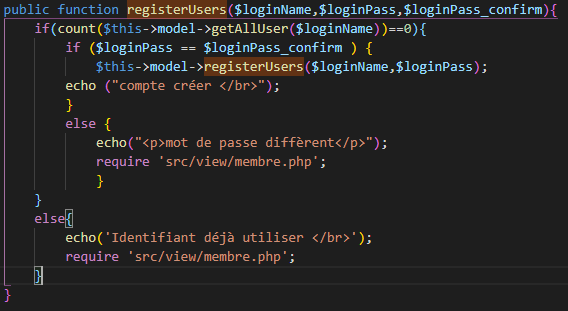 public function registerUsers($loginName,$loginPass,$loginPass_confirm){
if(count($this->model->getAllUser($loginName))==0){
if ($loginPass == $loginPass_confirm ) {
$this->model->registerUsers($loginName,$loginPass);
echo ("compte créer </br>");
}
else {
echo("<p>mot de passe diffèrent</p>");
require 'src/view/membre.php';
}
}
else{
echo('Identifiant déjà utiliser </br>');
require 'src/view/membre.php';
}
}